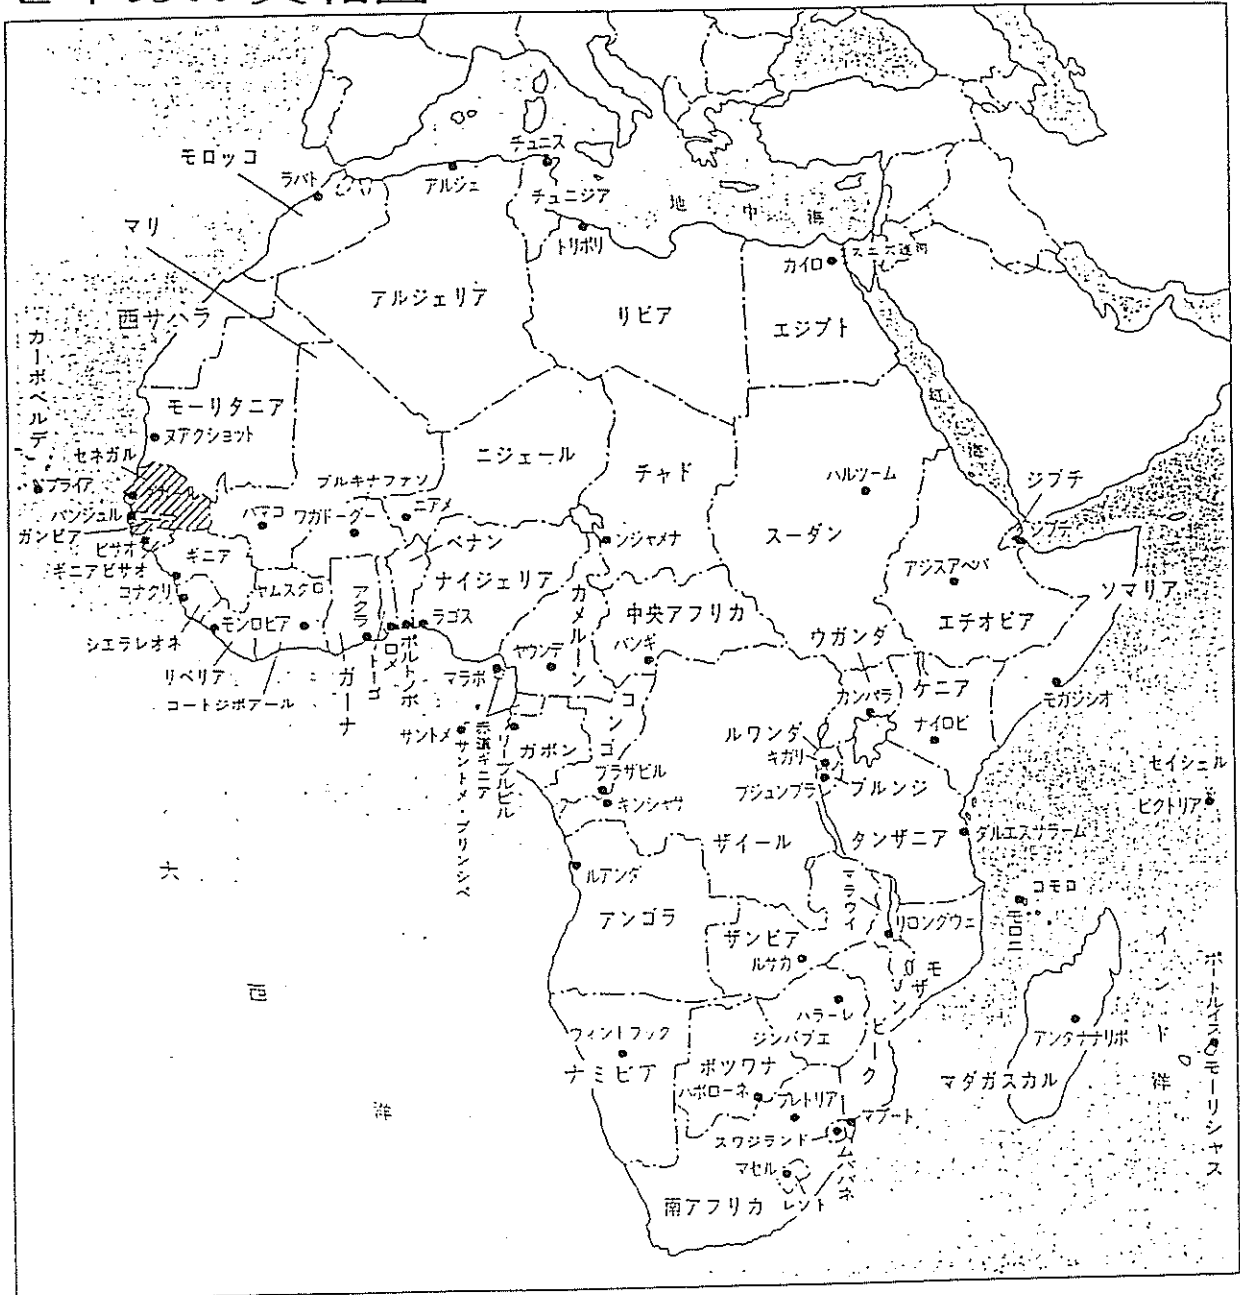 モロッコ
ラバト
アルジェ
チュニス
チュニジア
地中海
トリポリ
マリ
カイロ
スエズ運河
アルジェリア
リビア
エジプト
西サハラ
カーボベルデ
紅海
モーリタニア
ヌアクショット
セネガル
ニジェール
チャド
ハルツーム
ジブチ
プライア
ブルキナファソ
バンジュル
バマコ
ワガドーグー
ニアメ
スーダン
ジブチ
ガンビア
ビサオ
ギニア
ベナン
ンジャメナ
ギニアビサオ
ナイジェリア
アジスアベバ
ソマリア
コナクリ
ヤムスクロ
アクラ
カメルーン
中央アフリカ
エチオピア
シエラレオネ
モンロビア
ラゴス
ウガンダ
リベリア
トーゴ
ロメ
ポルトノボ
ヤウンデ
バンギ
コートジボアール
ガーナ
マラボ
コンゴ
カンパラ
ケニア
モガジシオ
サントメ
赤道ギニア
ガボン
ルワンダ
ナイロビ
サントメ・プリンシペ
リーブルビル
キガリ
セイシェル
ブラザビル
ブジュンブラ
ブルンジ
キンシャサ
ビクトリア
ザイール
タンザニア
ダルエスサラーム
大西洋
ルアンダ
マラウイ
コモロ
アンゴラ
ザンビア
リロングウェ
モロニ
ルサカ
モザンビーク
インド洋
ポートルイス
ハラーレ
ウィントフック
ジンバブエ
アンタナナリボ
ナミビア
ボツワナ
マダガスカル
モーリシャス
ハボローネ
プレトリア
マプート
スワジランド
ムババネ
マセル
南アフリカ
レソト